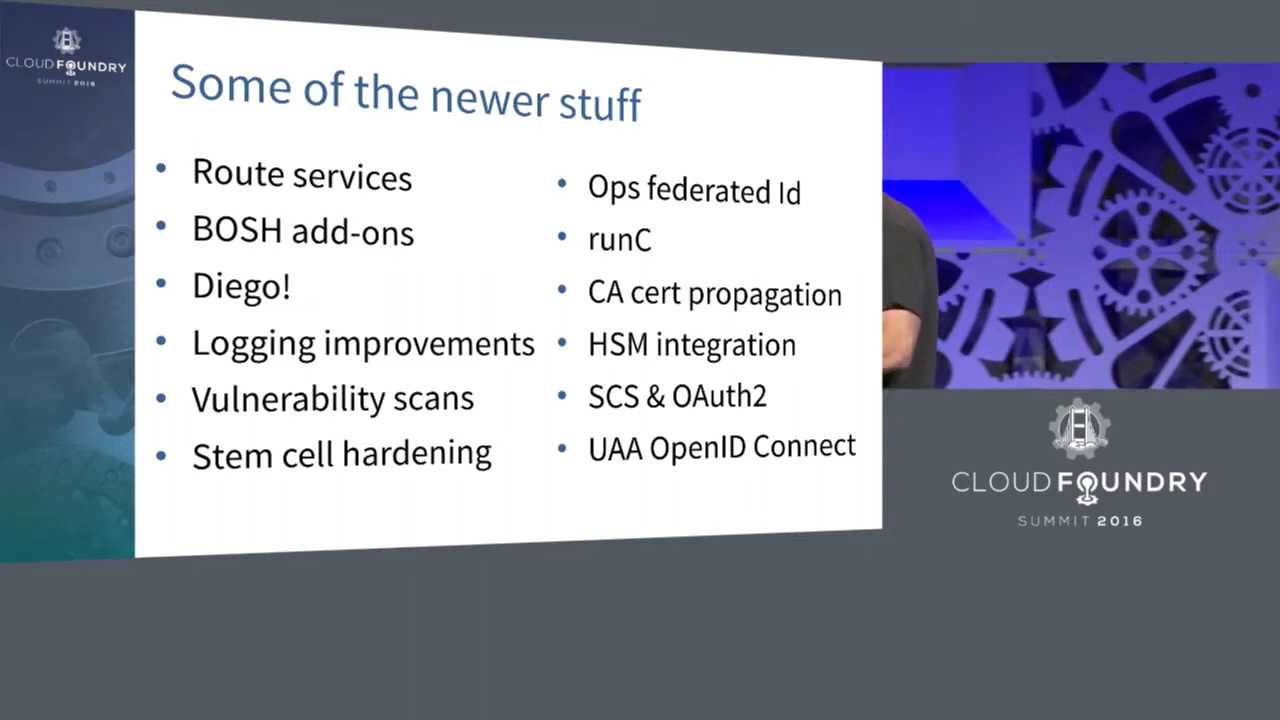 CLOUD FOUNDRY
SUMMIT 2016
Some of the newer stuff
• Route services
• BOSH add-ons
• Diego!
• Logging improvements
• Vulnerability scans
• Stem cell hardening
• Ops federated Id
• runC
• CA cert propagation
• HSM integration
• SCS & OAuth2
• UAA OpenID Connect
CLOUD FOUNDRY
SUMMIT 2016